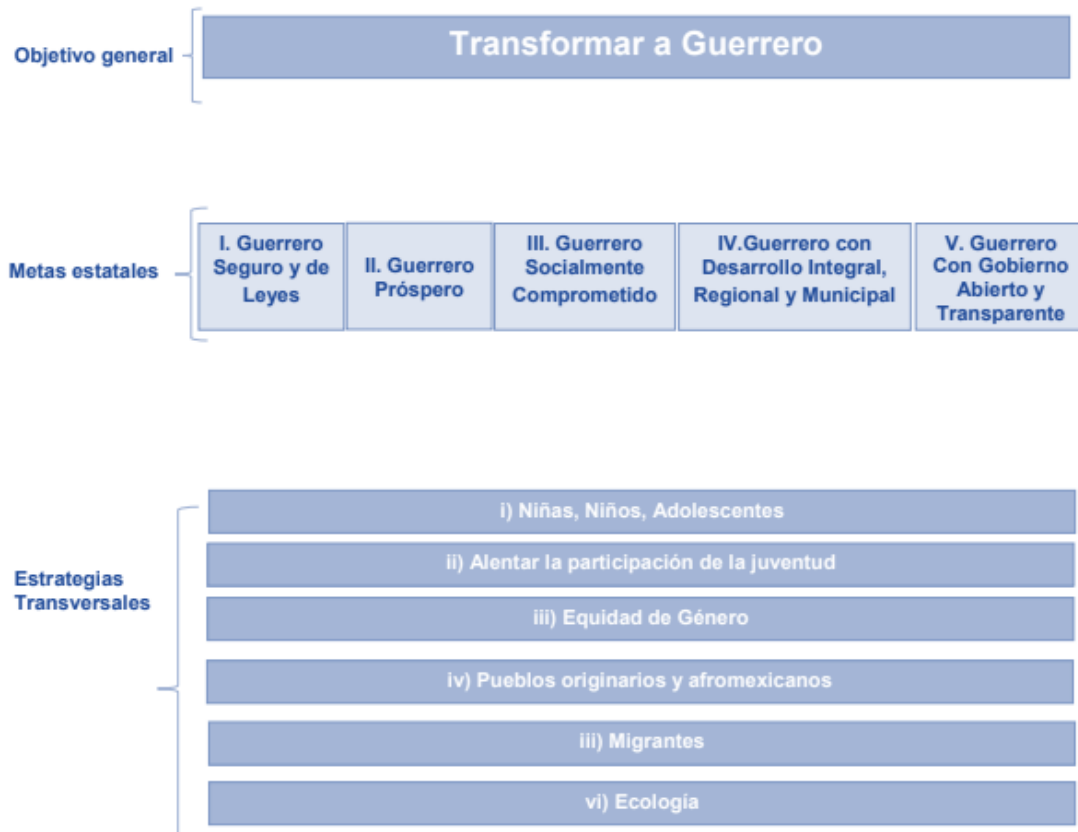 Objetivo general
Transformar a Guerrero
Metas estatales
I. Guerrero
Seguro y de
Leyes
II. Guerrero
Próspero
III. Guerrero
Socialmente
Comprometido
IV.Guerrero con
Desarrollo Integral,
Regional y Municipal
V. Guerrero
Con Gobierno
Abierto y
Transparente
Estrategias
Transversales
i) Niñas, Niños, Adolescentes
ii) Alentar la participación de la juventud
iii) Equidad de Género
iv) Pueblos originarios y afromexicanos
iii) Migrantes
vi) Ecología